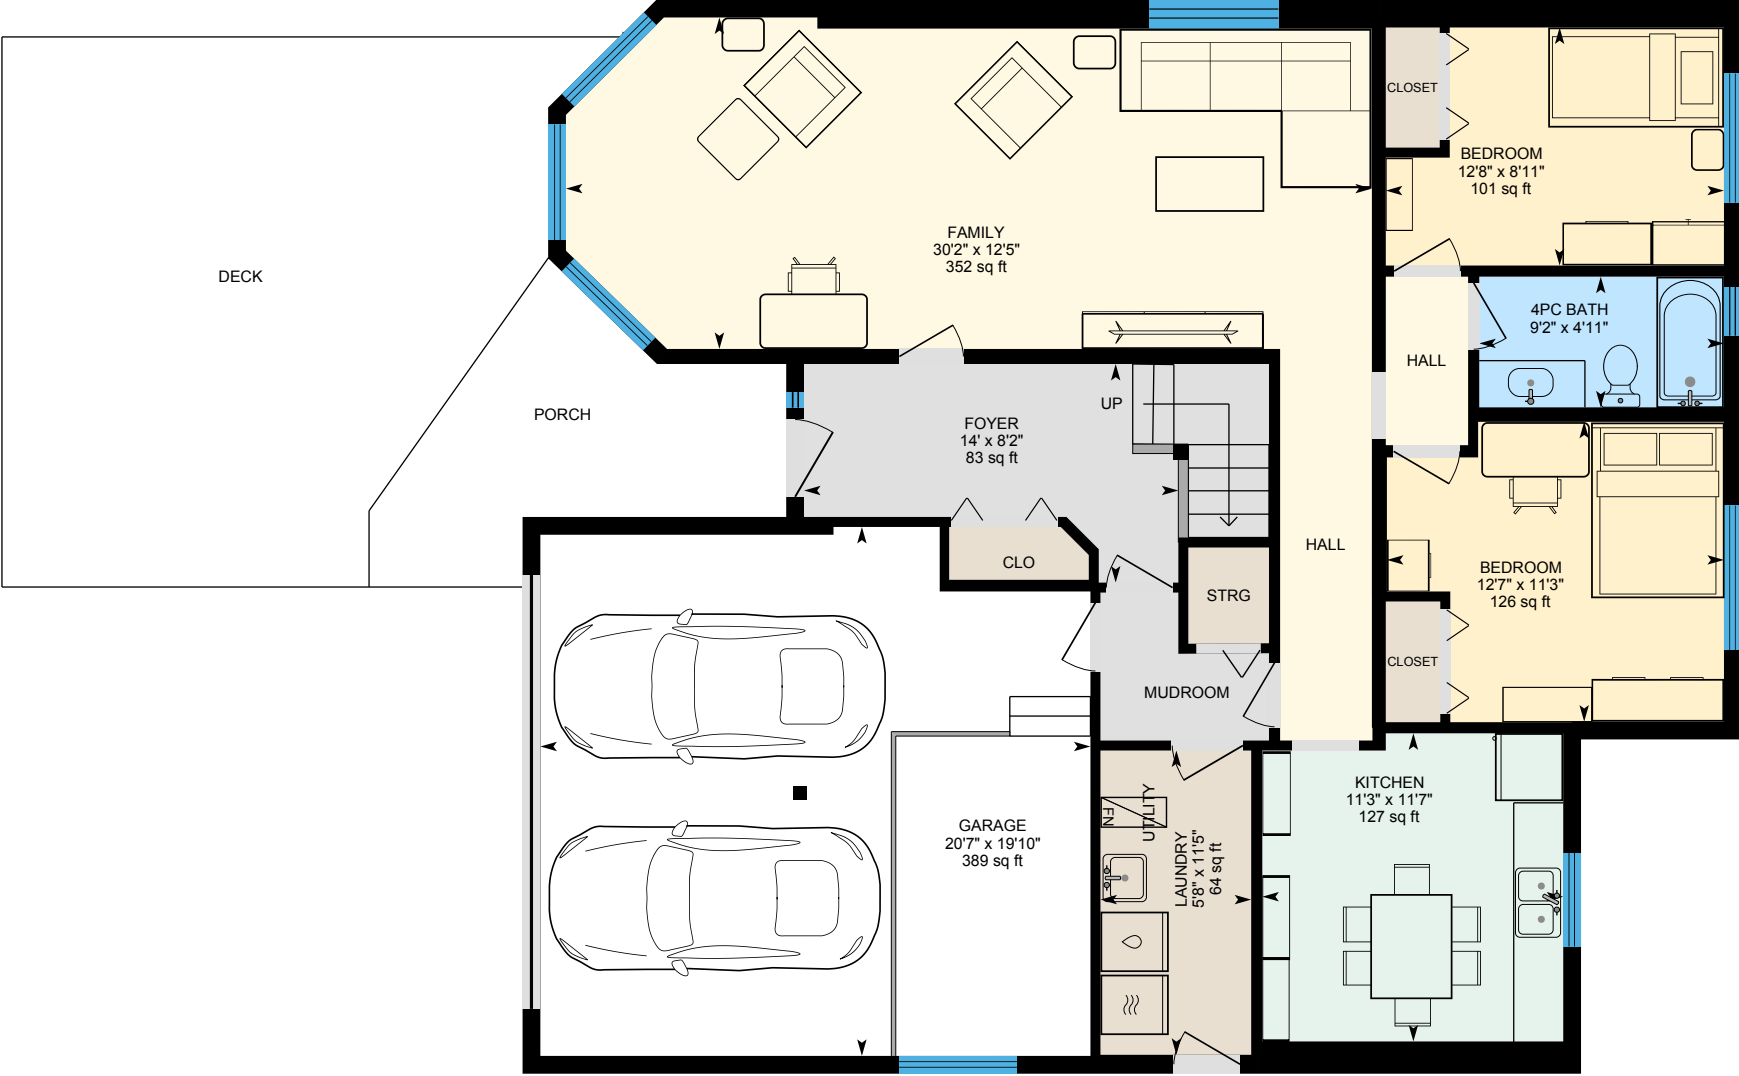 CLOSET
BEDROOM
12'8" x 8'11"
101 sq ft
FAMILY
30'2" x 12'5"
352 sq ft
DECK
4PC BATH
9'2" x 4'11"
HALL
UP
PORCH
FOYER
14' x 8'2"
83 sq ft
HALL
CLO
STRG
BEDROOM
12'7" x 11'3"
126 sq ft
CLOSET
MUDROOM
KITCHEN
11'3" x 11'7"
127 sq ft
FN
UTILITY
LAUNDRY
5'8" x 11'5"
64 sq ft
GARAGE
20'7" x 19'10"
389 sq ft